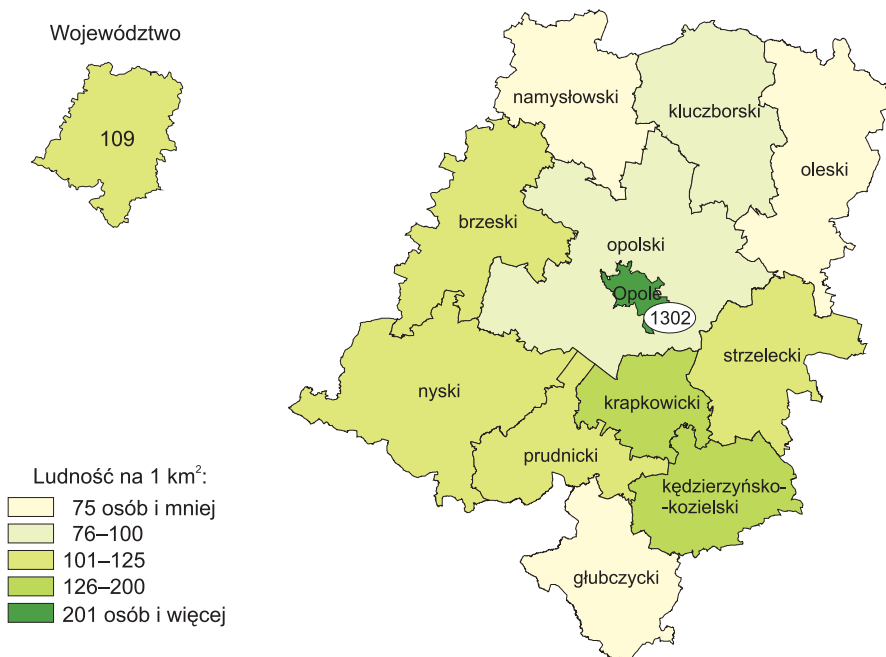 Województwo
109
namysłowski
kluczborski
oleski
brzeski
opolski
Opole
1302
strzelecki
nyski
krapkowicki
prudnicki
kędzierzyńsko-
-kozielski
głubczycki
Ludność na 1 km²:
75 osób i mniej
76–100
101–125
126–200
201 osób i więcej